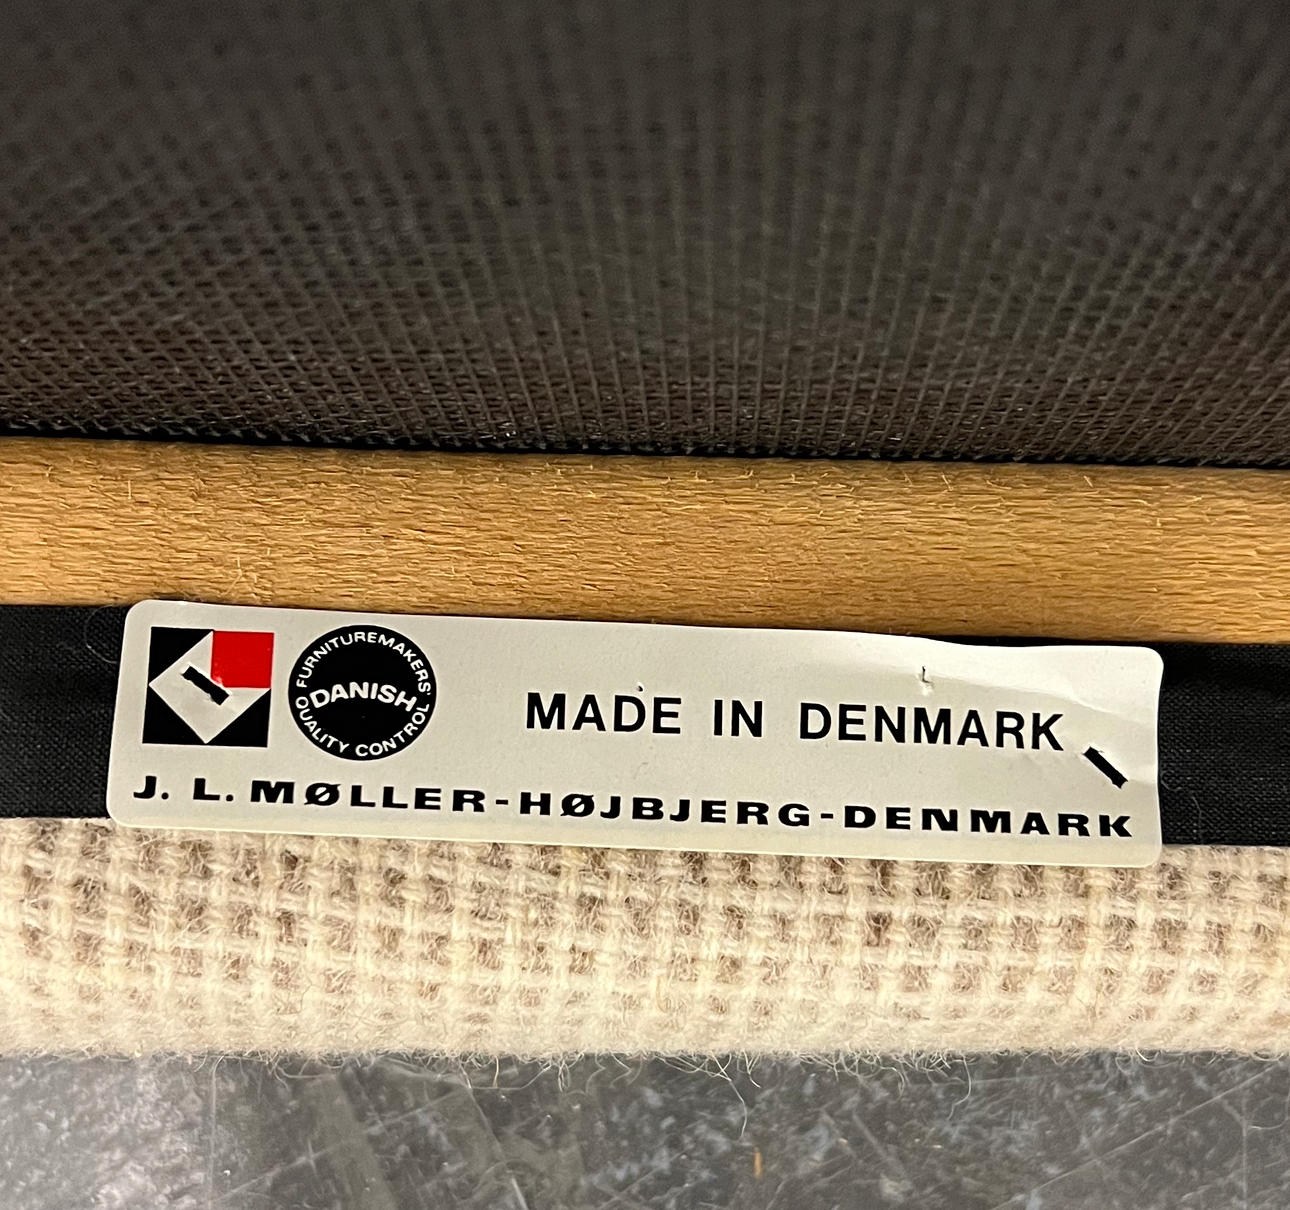 FURNITUREMAKERS'
DANISH
QUALITY CONTROL
MADE IN DENMARK
J. L. MØLLER-HØJBJERG-DENMARK